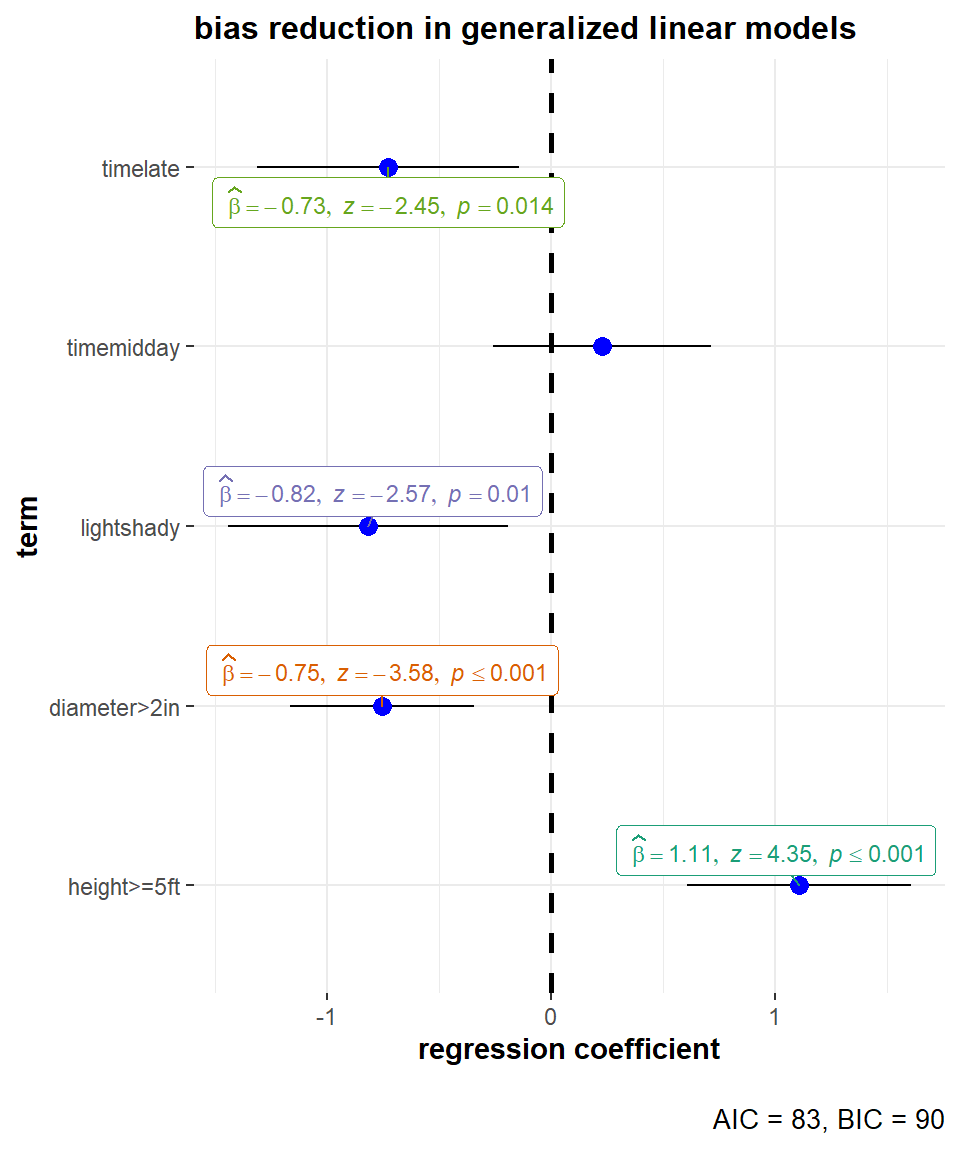 bias reduction in generalized linear models
timelate
β̂ = −0.73, z = −2.45, p = 0.014
timemidday
β̂ = −0.82, z = −2.57, p = 0.01
lightshady
term
β̂ = −0.75, z = −3.58, p ≤ 0.001
diameter>2in
β̂ = 1.11, z = 4.35, p ≤ 0.001
height>=5ft
-1 0 1
regression coefficient
AIC = 83, BIC = 90